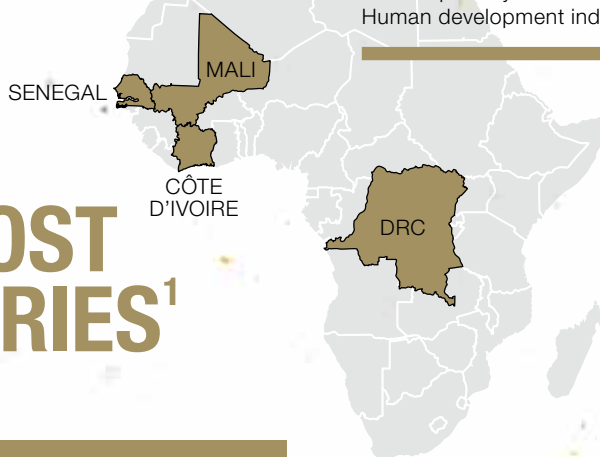 Human development ind
MALI
SENEGAL
CÔTE
D'IVOIRE
DRC
OST
RIES¹